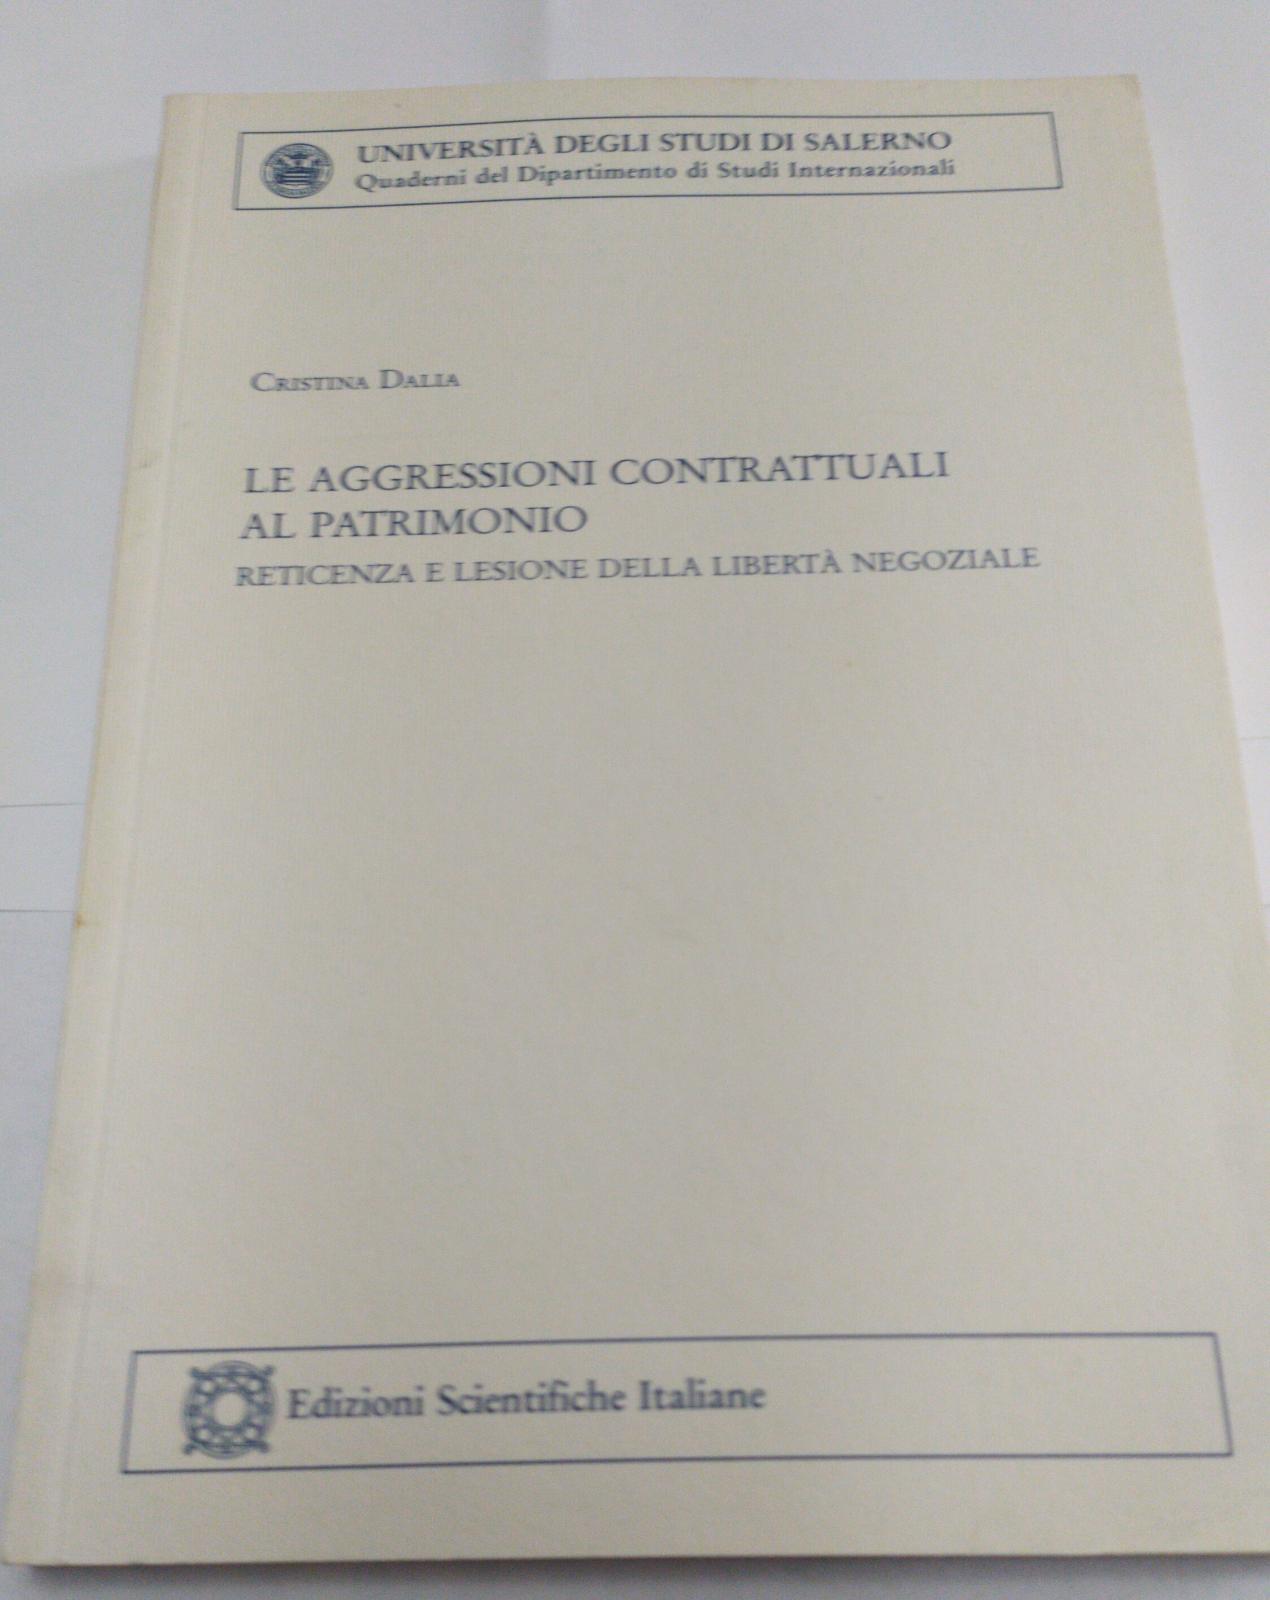 UNIVERSITÀ DEGLI STUDI DI SALERNO
Quaderni del Dipartimento di Studi Internazionali
CRISTINA DALIA
LE AGGRESSIONI CONTRATTUALI
AL PATRIMONIO
RETICENZA E LESIONE DELLA LIBERTÀ NEGOZIALE
Edizioni Scientifiche Italiane